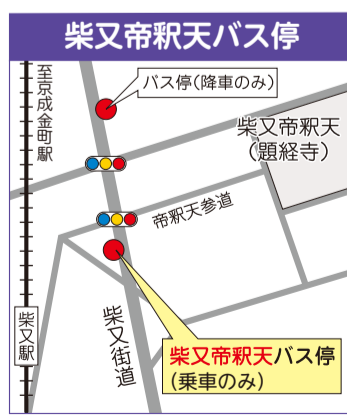 柴又帝釈天バス停
至京成金町駅
バス停(降車のみ)
柴又帝釈天
(題経寺)
帝釈天参道
柴又駅
柴又街道
柴又帝釈天バス停
(乗車のみ)